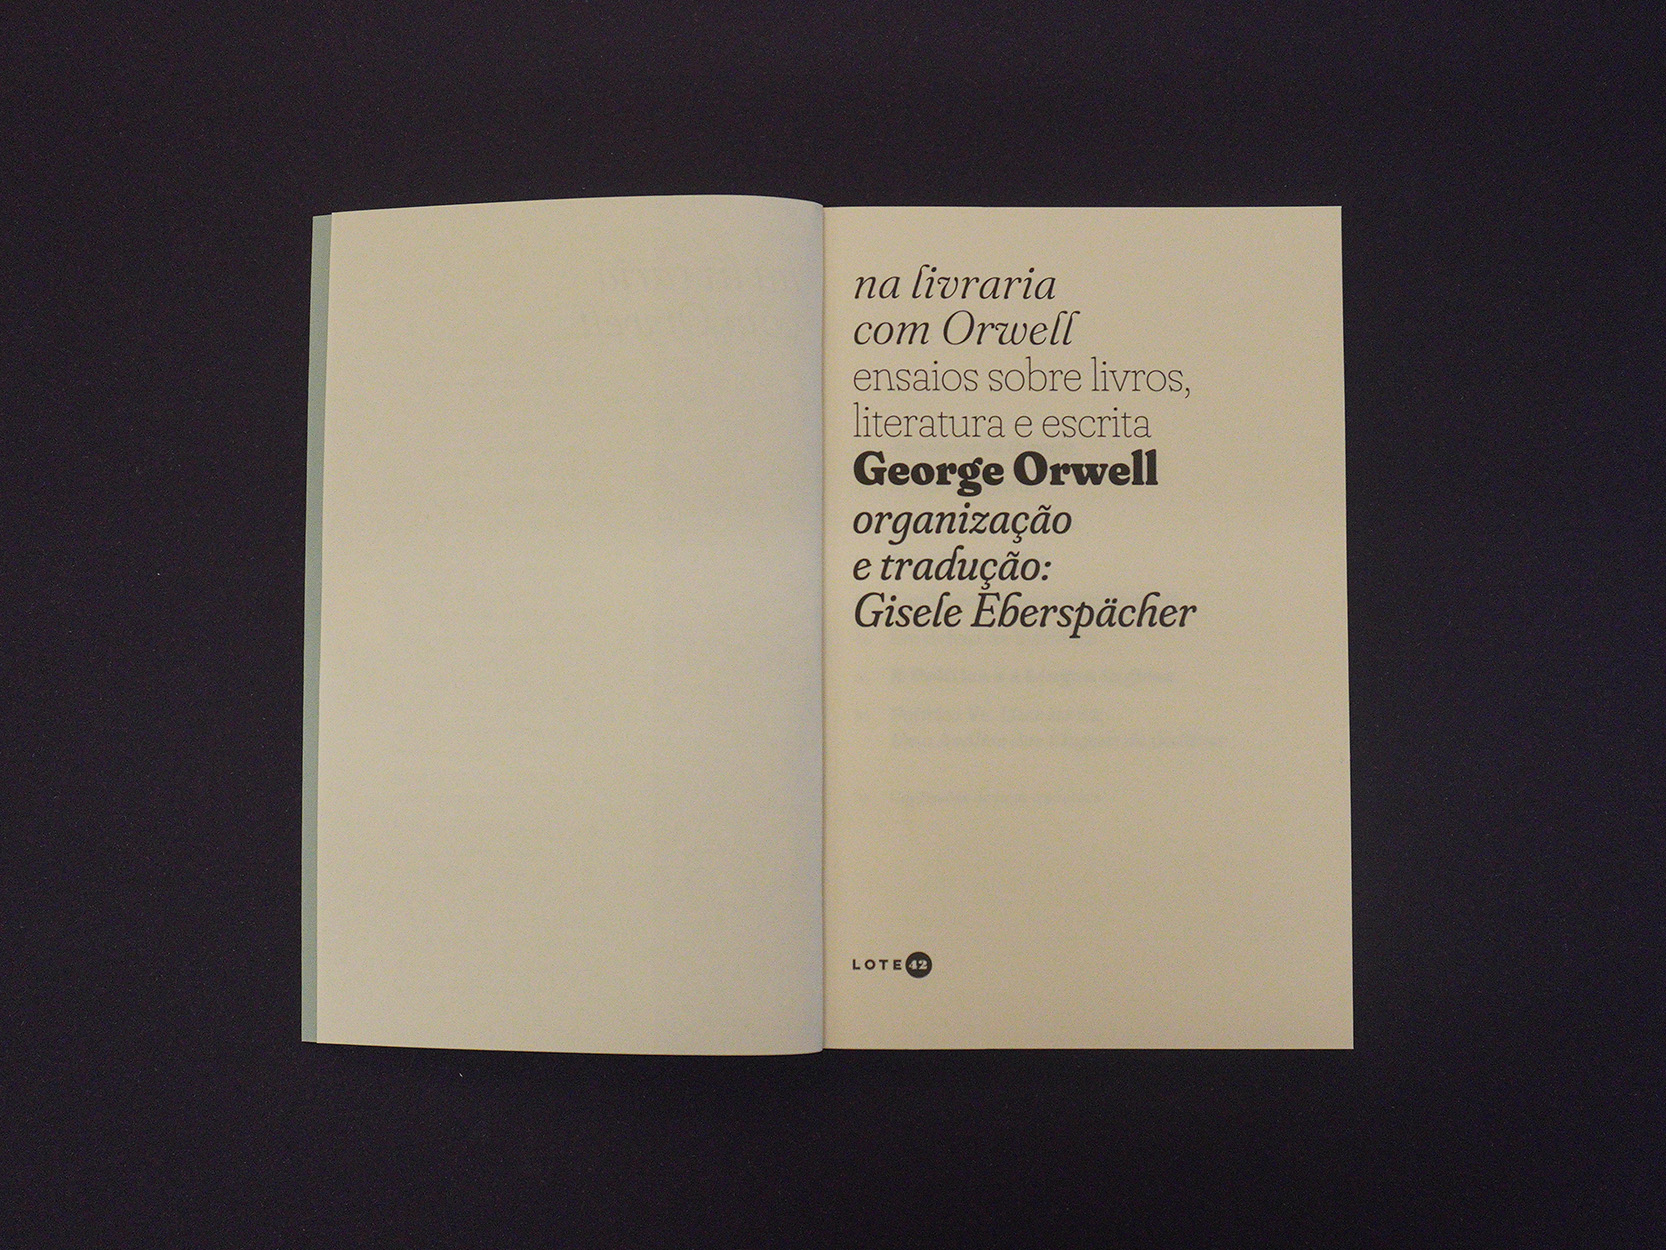 na livraria
com Orwell
ensaios sobre livros,
literatura e escrita
George Orwell
organização
e tradução:
Gisele Eberspächer
LOTE 42